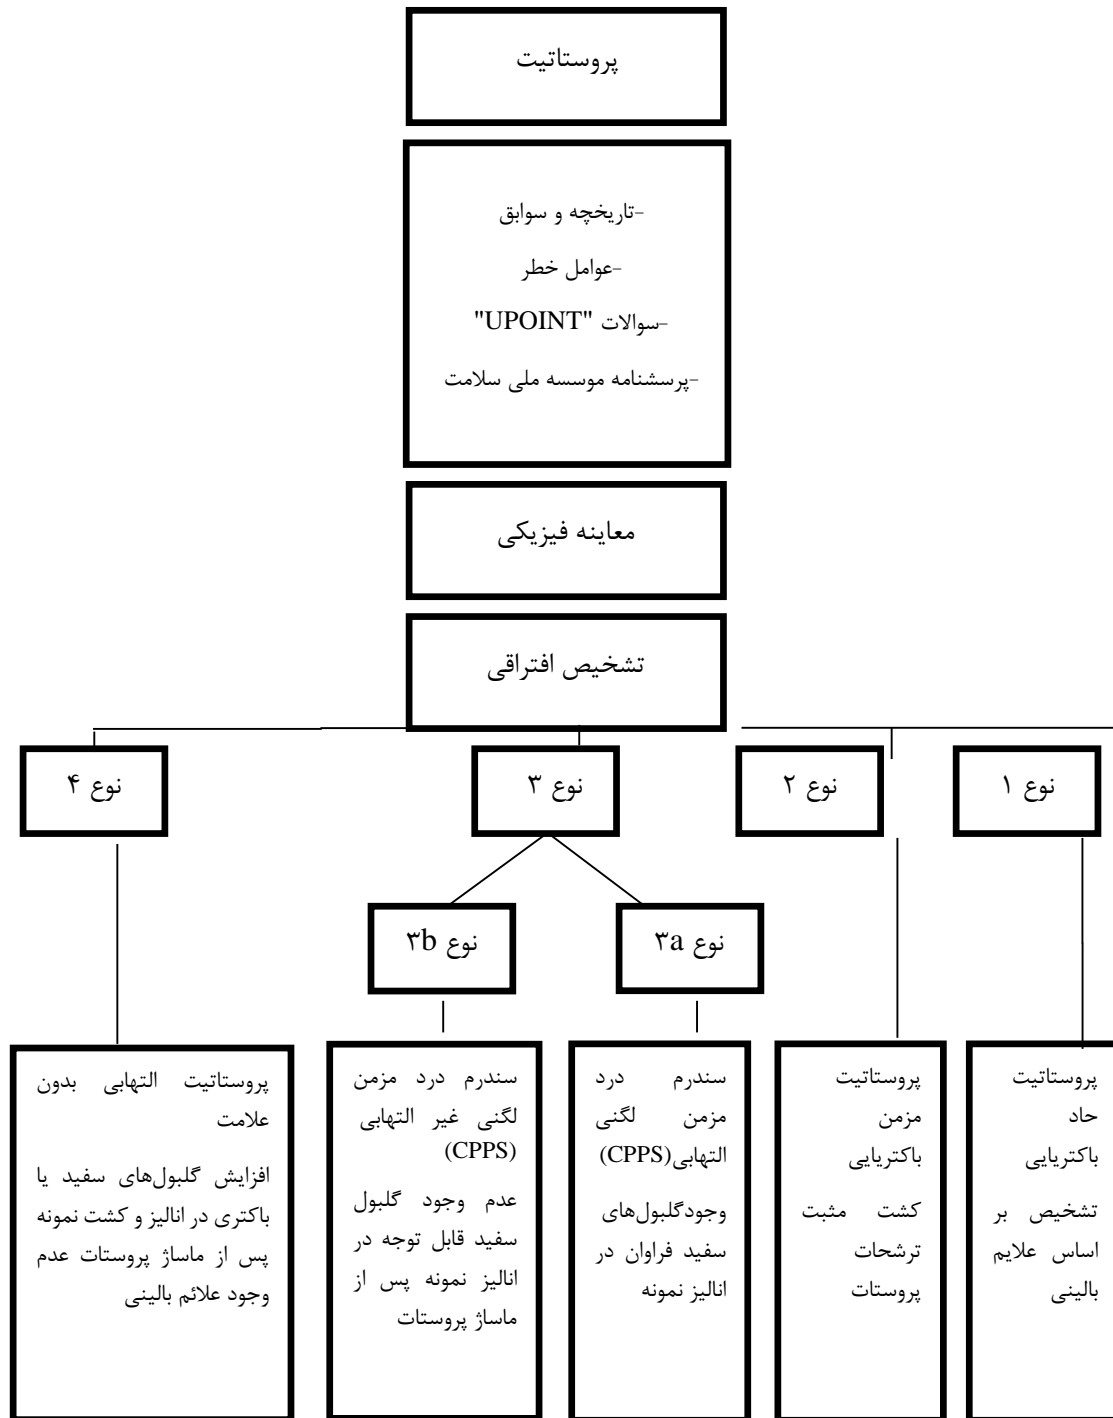 پروستاتیت
-تاریخچه و سوابق
-عوامل خطر
-سوالات "UPOINT"
-پرسشنامه موسسه ملی سلامت
معاینه فیزیکی
تشخیص افتراقی
نوع ۱
نوع ۲
نوع ۳
نوع ۴
نوع ۳a
نوع ۳b
پروستاتیت
حاد
باکتریایی
تشخیص بر
اساس علایم
بالینی
پروستاتیت
مزمن
باکتریایی
کشت مثبت
ترشحات
پروستات
سندرم درد
مزمن لگنی
التهابی(CPPS)
وجودگلبول‌های
سفید فراوان در
انالیز نمونه
سندرم درد مزمن
لگنی غیر التهابی
(CPPS)
عدم وجود گلبول
سفید قابل توجه در
انالیز نمونه پس از
ماساژ پروستات
پروستاتیت التهابی بدون
علامت
افزایش گلبول‌های سفید یا
باکتری در انالیز و کشت نمونه
پس از ماساژ پروستات عدم
وجود علائم بالینی